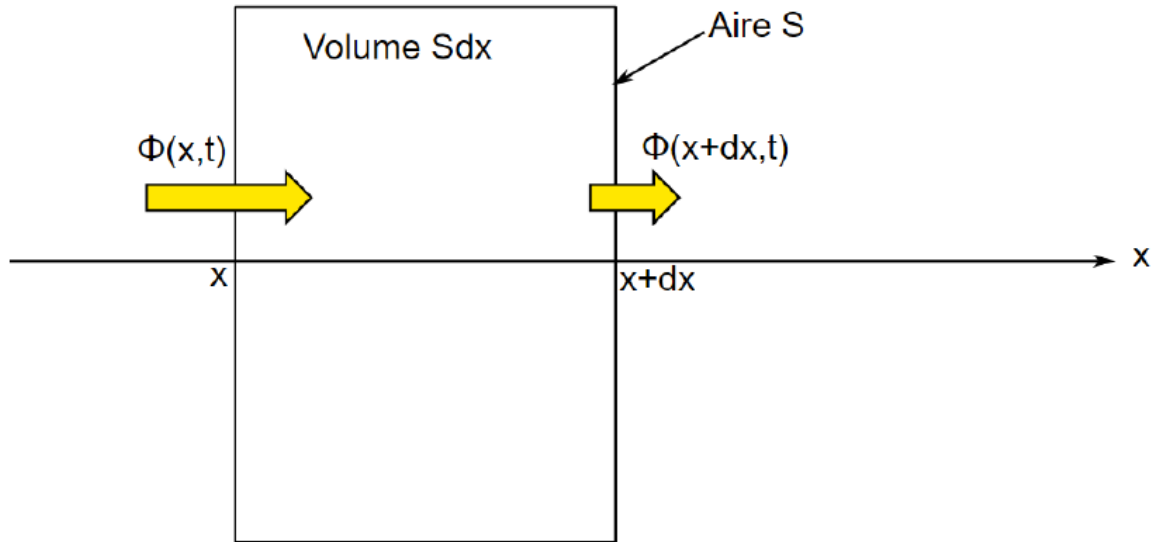 Aire S
Volume Sdx
Φ(x,t)
Φ(x+dx,t)
x
x
x+dx